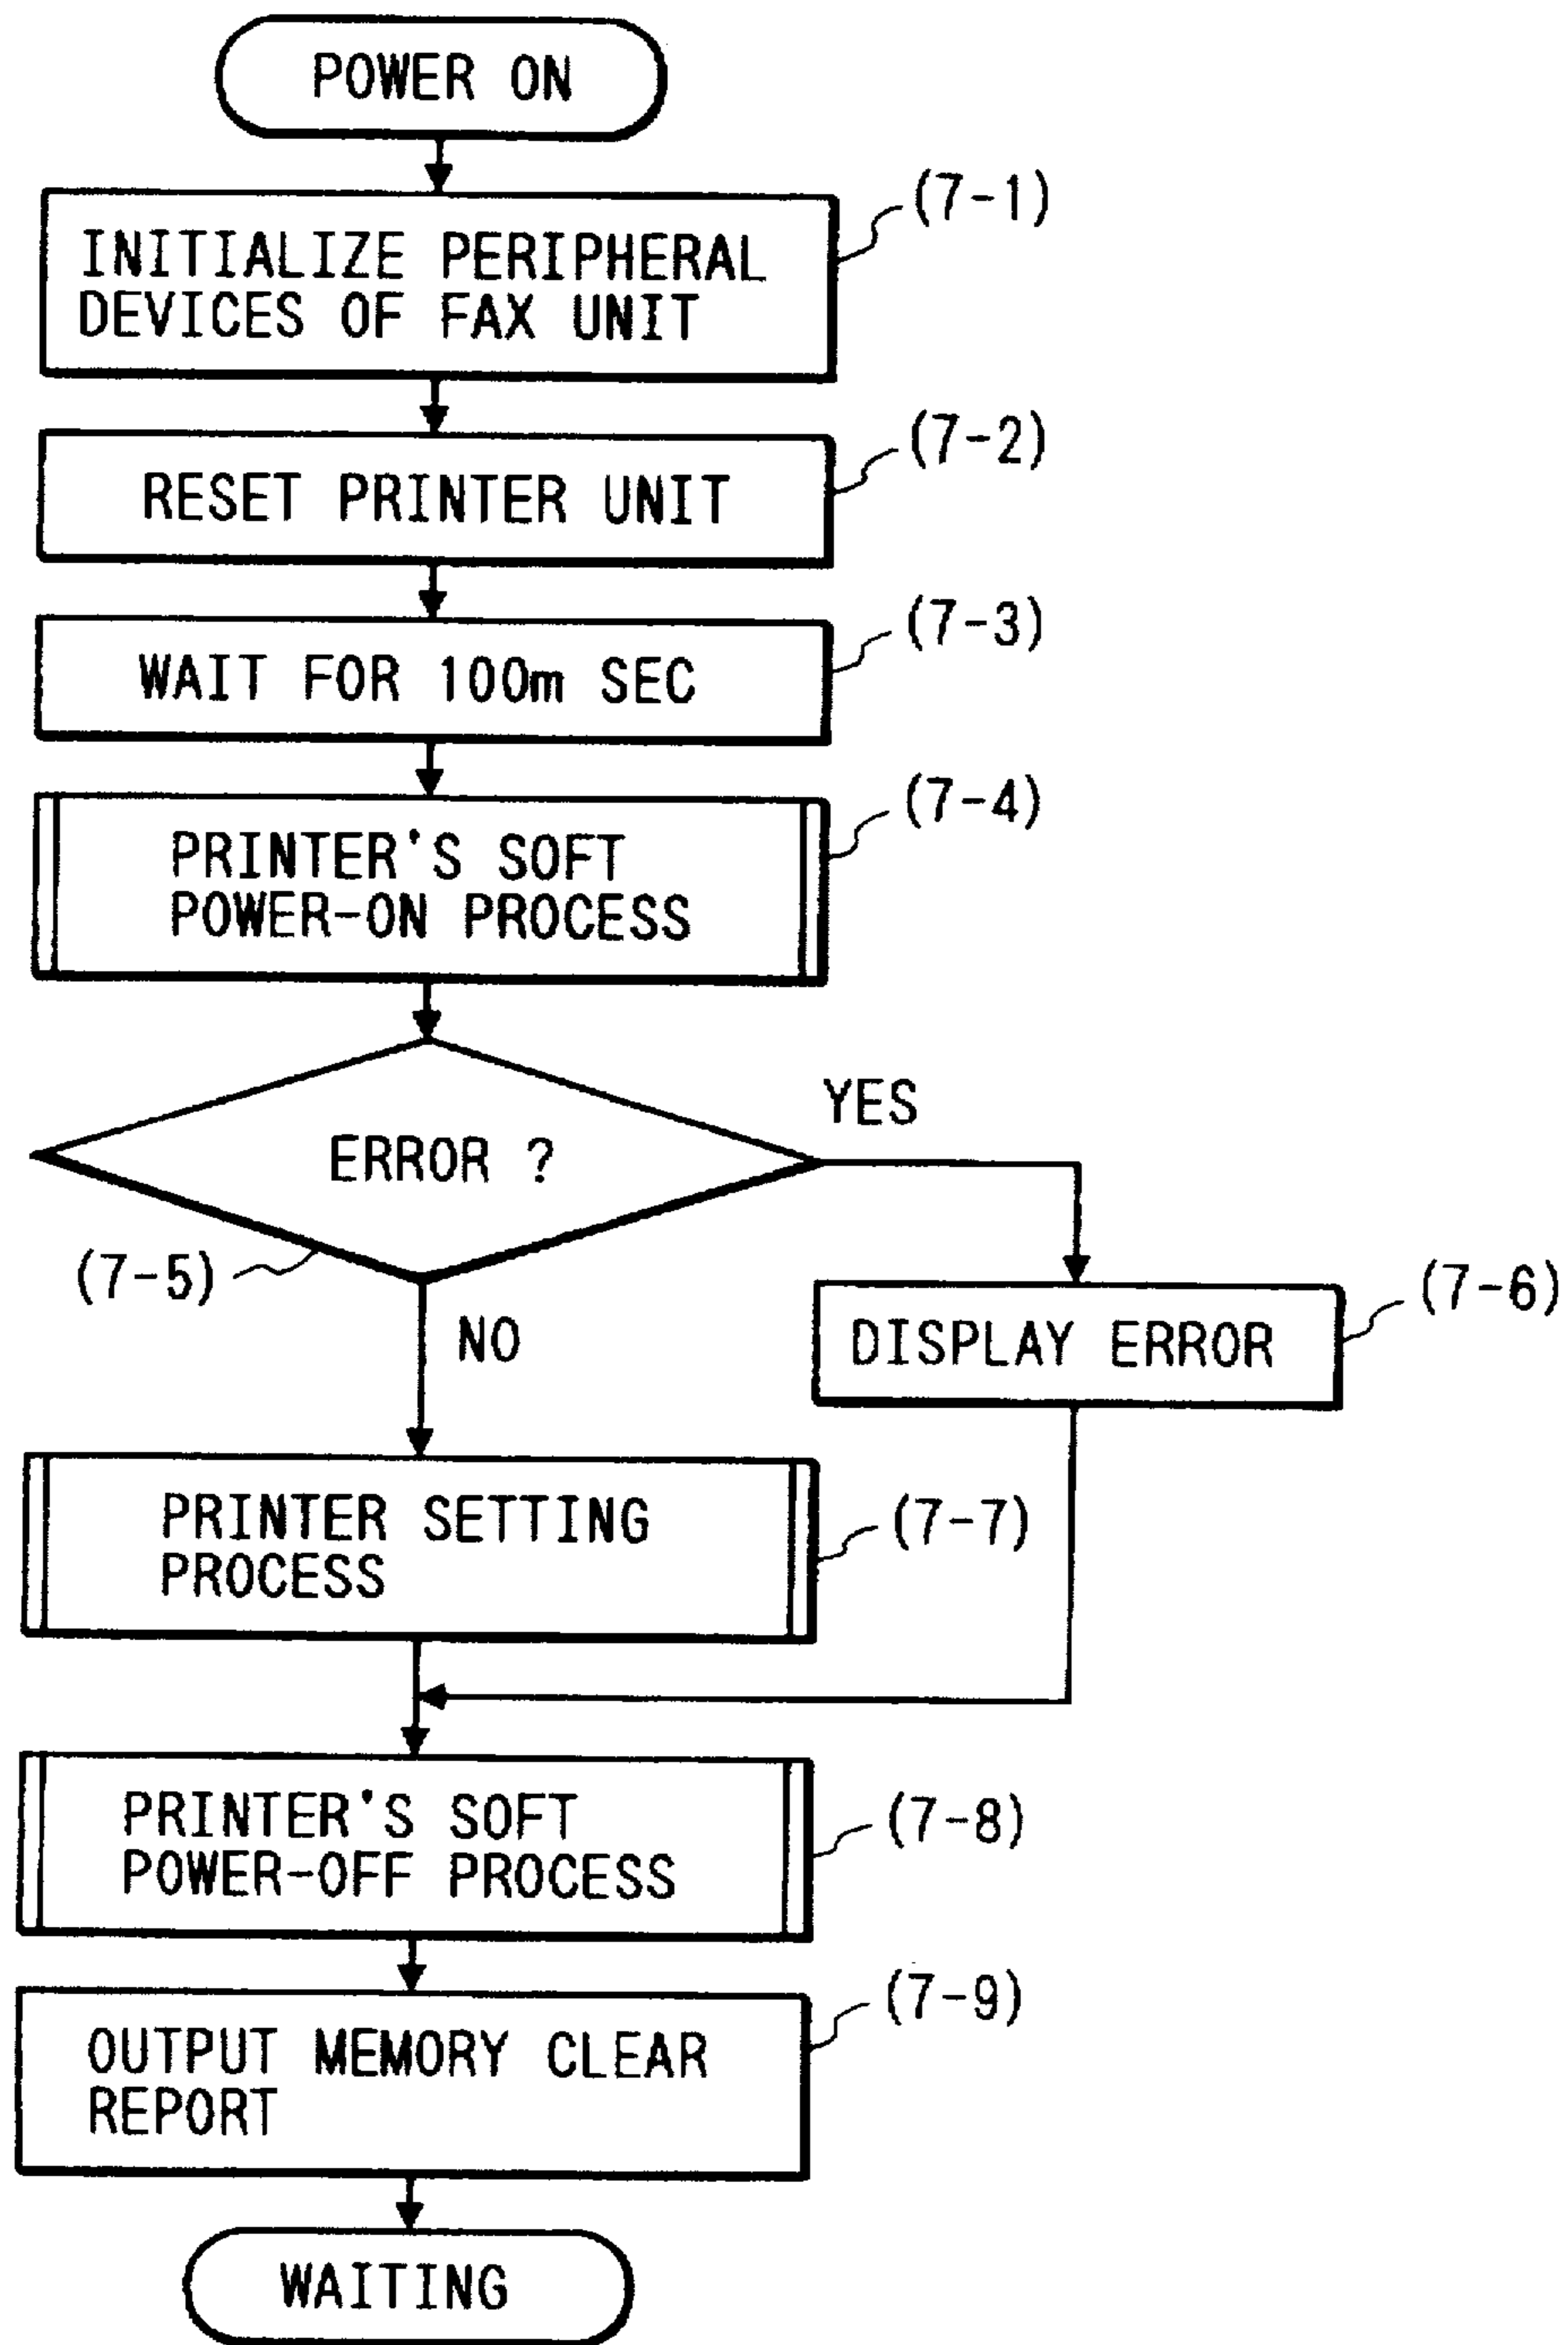 POWER ON
(7-1)
INITIALIZE PERIPHERAL
DEVICES OF FAX UNIT
(7-2)
RESET PRINTER UNIT
(7-3)
WAIT FOR 100m SEC
(7-4)
PRINTER'S SOFT
POWER-ON PROCESS
YES
ERROR ?
(7-5)
(7-6)
NO
DISPLAY ERROR
PRINTER SETTING
PROCESS
(7-7)
PRINTER'S SOFT
POWER-OFF PROCESS
(7-8)
(7-9)
OUTPUT MEMORY CLEAR
REPORT
WAITING